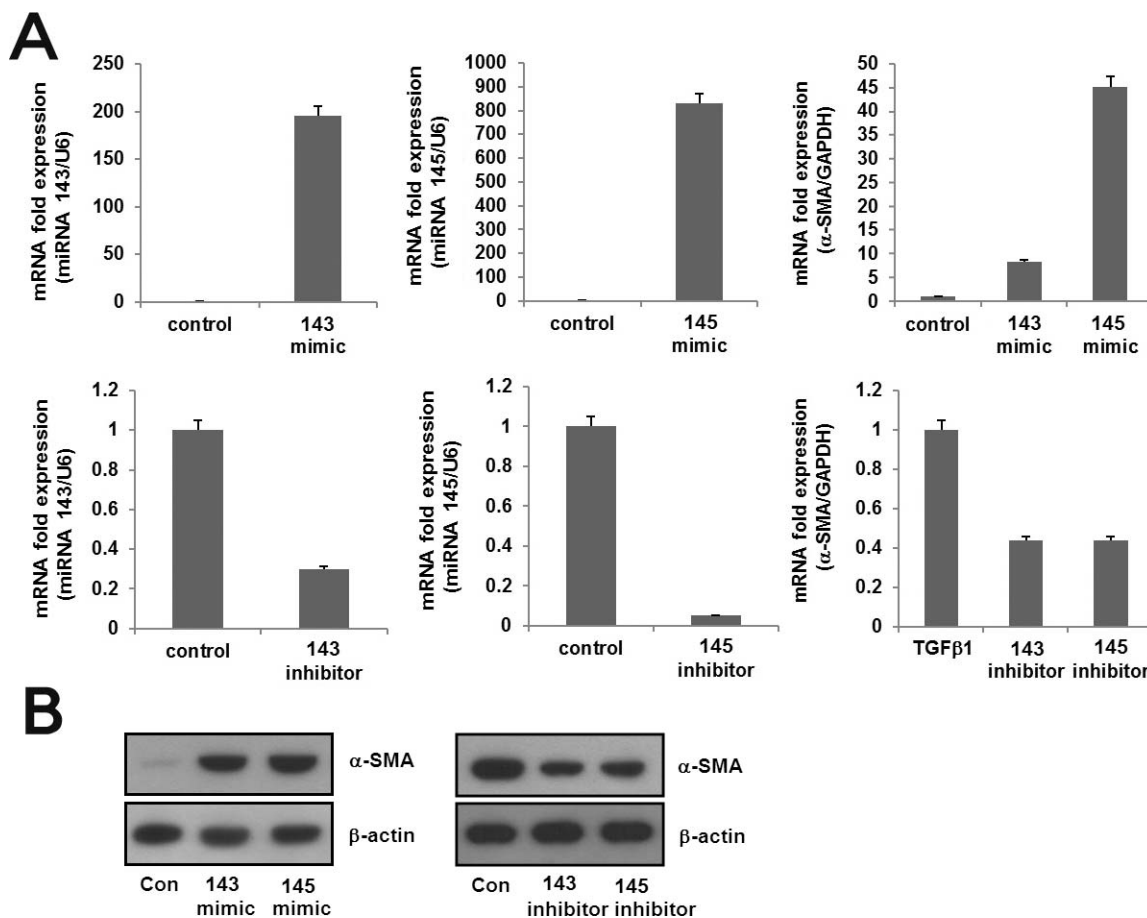 A
mRNA fold expression
(miRNA 143/U6)
250
200
150
100
50
0
control
143
mimic
mRNA fold expression
(miRNA 145/U6)
1000
900
800
700
600
500
400
300
200
100
0
control
145
mimic
mRNA fold expression
(α-SMA/GAPDH)
50
45
40
35
30
25
20
15
10
5
0
control
143
mimic
145
mimic
mRNA fold expression
(miRNA 143/U6)
1.2
1
0.8
0.6
0.4
0.2
0
control
143
inhibitor
mRNA fold expression
(miRNA 145/U6)
1.2
1
0.8
0.6
0.4
0.2
0
control
145
inhibitor
mRNA fold expression
(α-SMA/GAPDH)
1.2
1
0.8
0.6
0.4
0.2
0
TGFβ1
143
inhibitor
145
inhibitor
B
α-SMA
β-actin
Con
143
mimic
145
mimic
α-SMA
β-actin
Con
143
inhibitor
145
inhibitor